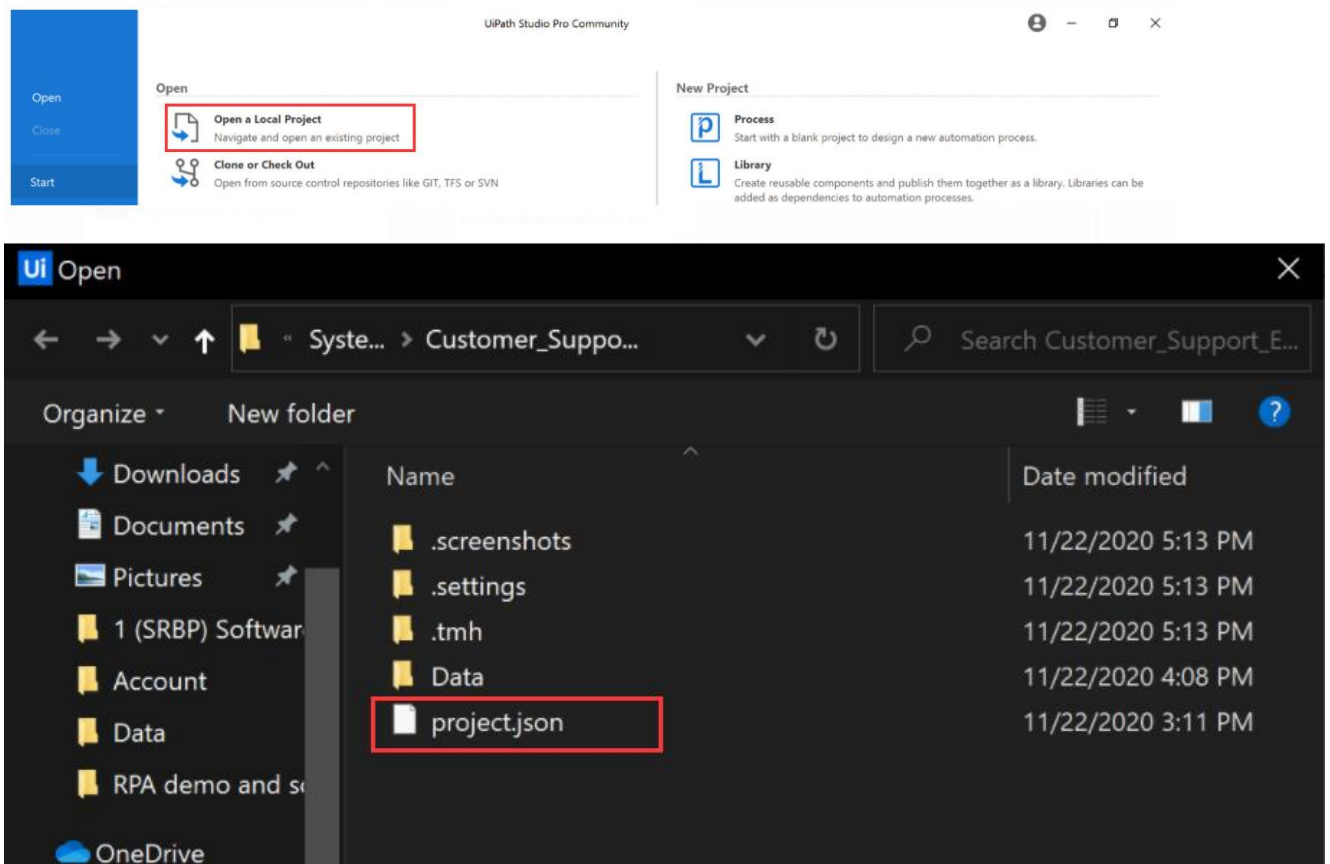 UiPath Studio Pro Community
Open
Close
Start
Open
Open a Local Project
Navigate and open an existing project
Clone or Check Out
Open from source control repositories like GIT, TFS or SVN
New Project
Process
Start with a blank project to design a new automation process.
Library
Create reusable components and publish them together as a library. Libraries can be
added as dependencies to automation processes.
Ui Open
« Syste... > Customer_Suppo...
Search Customer_Support_E...
Organize
New folder
Downloads
Documents
Pictures
1 (SRBP) Softwar
Account
Data
RPA demo and so
OneDrive
Name Date modified
.screenshots 11/22/2020 5:13 PM
.settings 11/22/2020 5:13 PM
.tmh 11/22/2020 5:13 PM
Data 11/22/2020 4:08 PM
project.json 11/22/2020 3:11 PM